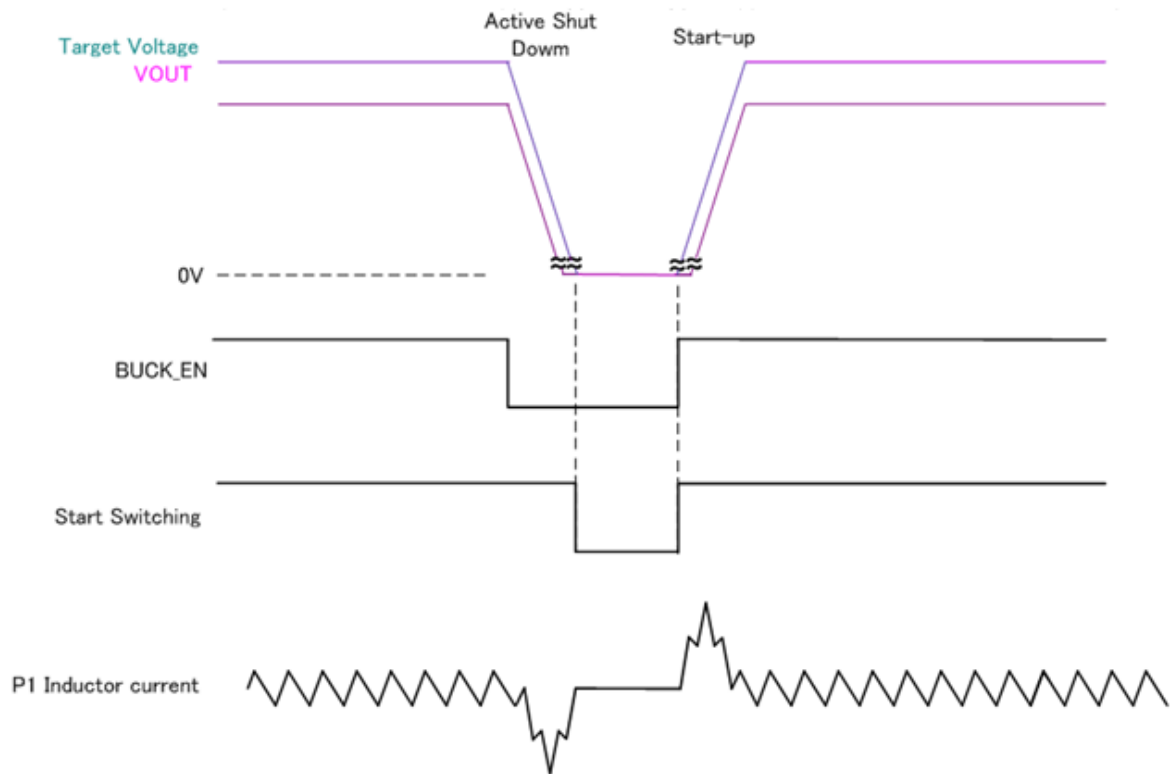 Active Shut
Dowm
Start-up
Target Voltage
VOUT
0V
BUCK_EN
Start Switching
P1 Inductor current